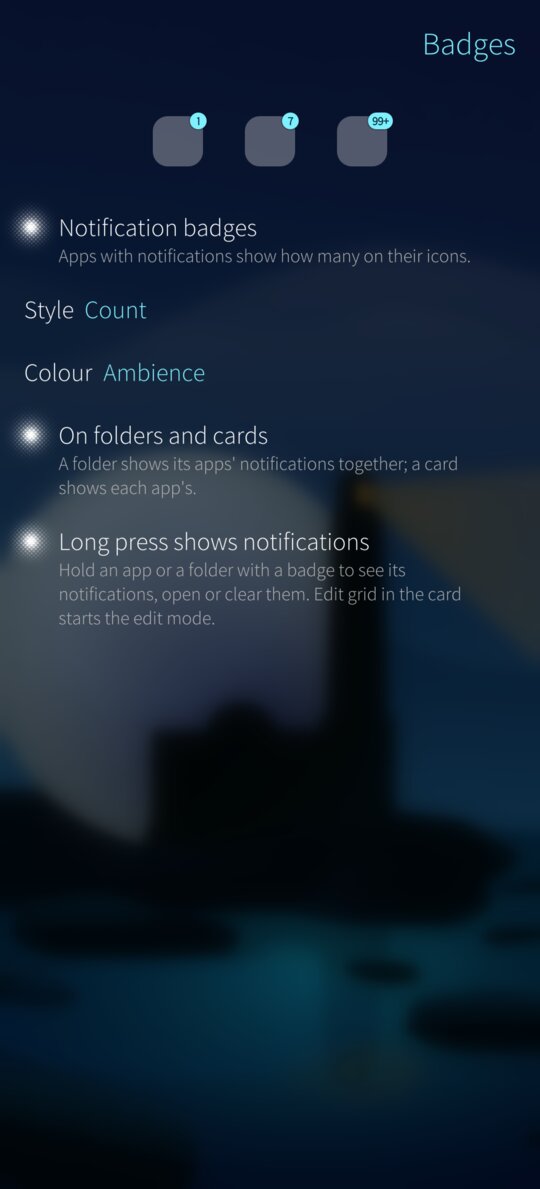 Badges
1
7
99+
Notification badges
Apps with notifications show how many on their icons.
Style Count
Colour Ambience
On folders and cards
A folder shows its apps' notifications together; a card
shows each app's.
Long press shows notifications
Hold an app or a folder with a badge to see its
notifications, open or clear them. Edit grid in the card
starts the edit mode.